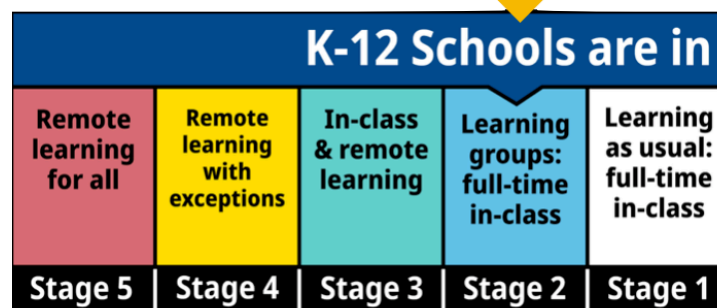 K-12 Schools are in
Remote
learning
for all
Remote
learning
with
exceptions
In-class
& remote
learning
Learning
groups:
full-time
in-class
Learning
as usual:
full-time
in-class
Stage 5
Stage 4
Stage 3
Stage 2
Stage 1